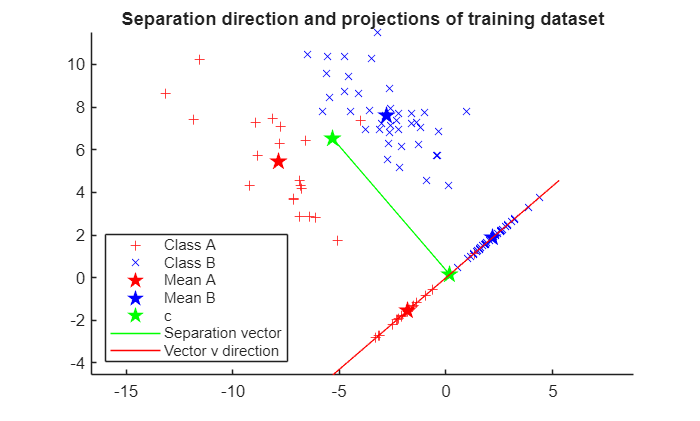 Separation direction and projections of training dataset
10
8
6
4
2
0
-2
-4
Class A
Class B
Mean A
Mean B
c
Separation vector
Vector v direction
-15
-10
-5
0
5